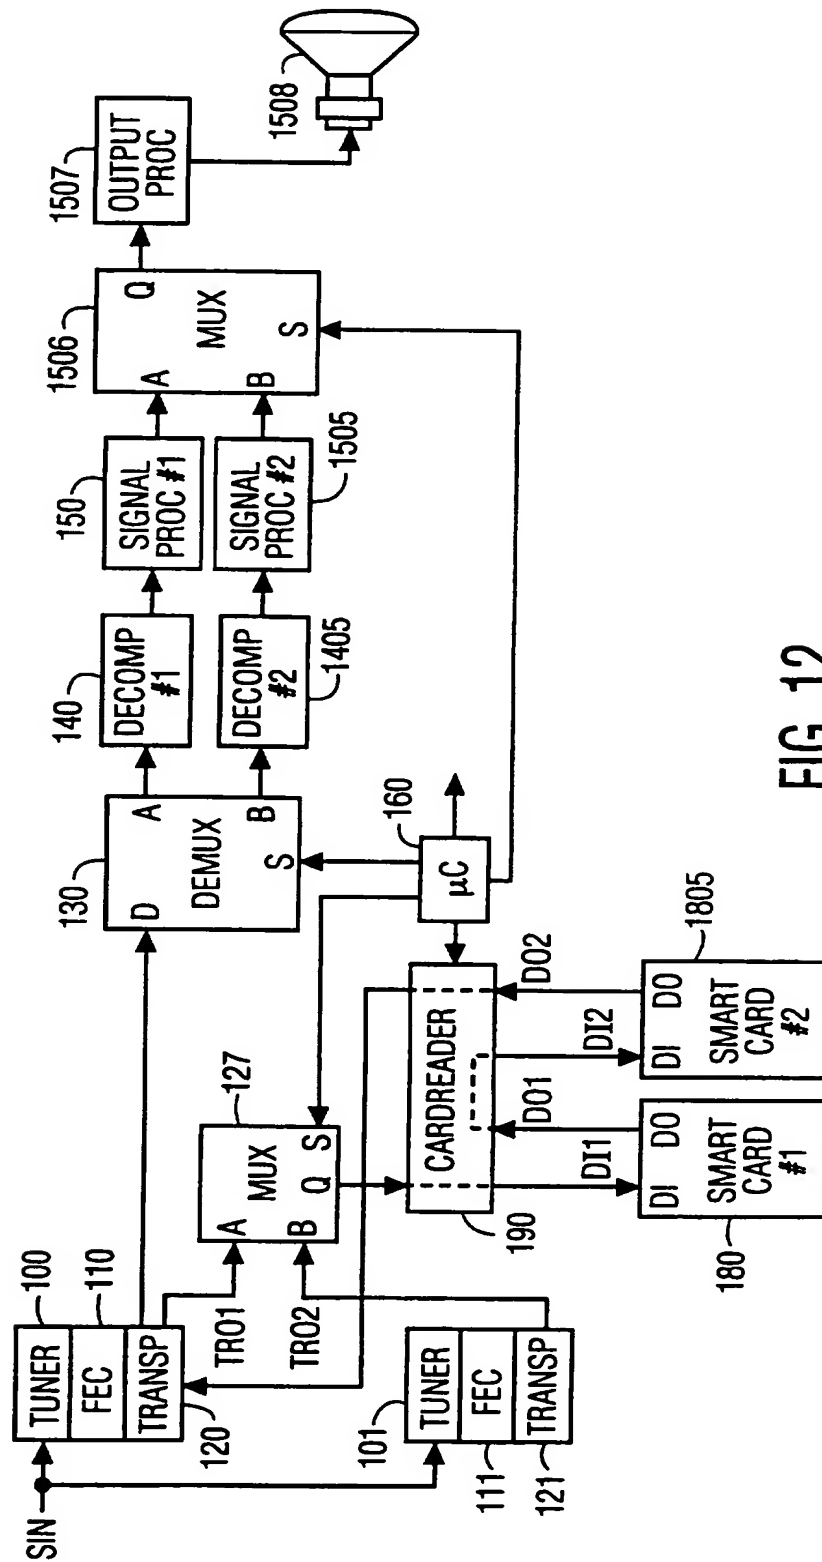 SIN
100
TUNER
110
FEC
TRANSP
120
TRO1
TRO2
101
TUNER
FEC
111
TRANSP
121
127
A
MUX
B
Q
S
190
CARDREADER
DI1
DO1
DI2
DO2
180
DI
DO
SMART
CARD
#1
1805
DI
DO
SMART
CARD
#2
160
μC
130
D
DEMUX
A
B
S
140
DECOMP
#1
DECOMP
#2
1405
150
SIGNAL
PROC #1
SIGNAL
PROC #2
1505
1506
A
B
MUX
Q
S
1507
OUTPUT
PROC
1508
FIG. 12